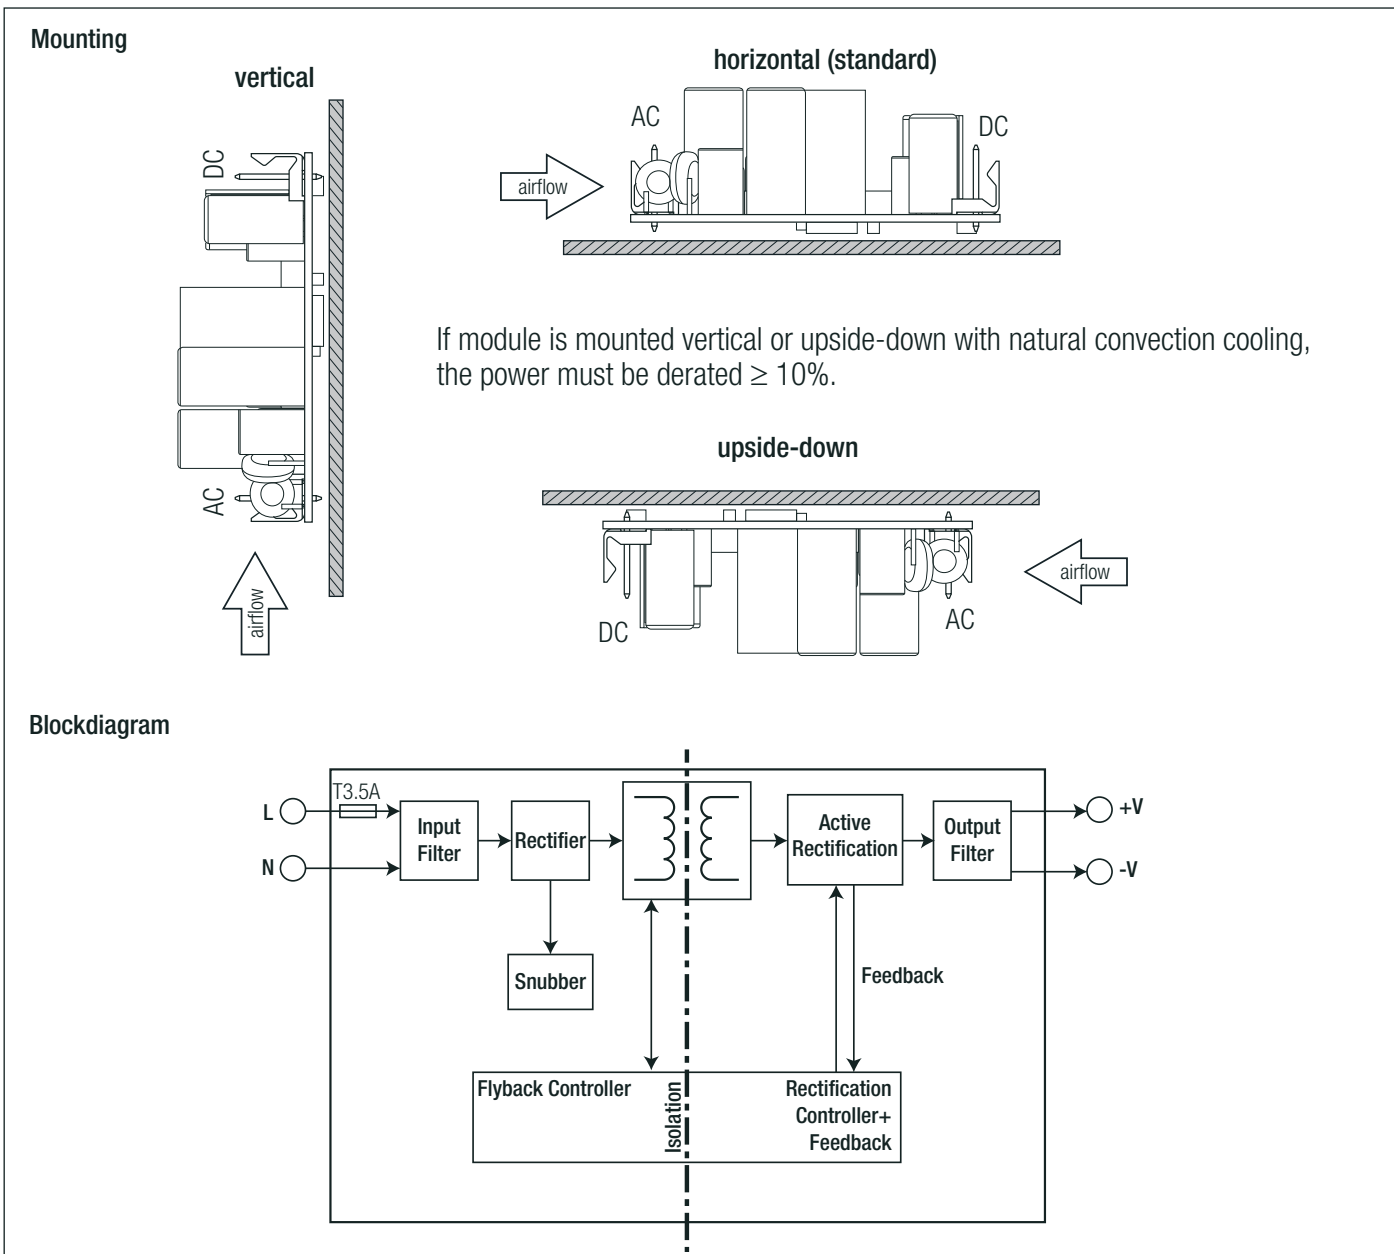 Mounting
vertical
horizontal (standard)
DC
AC
airflow
AC
DC
airflow
If module is mounted vertical or upside-down with natural convection cooling,
the power must be derated ≥ 10%.
upside-down
DC
AC
airflow
Blockdiagram
L
T3.5A
N
Input
Filter
Rectifier
Snubber
Active
Rectification
Output
Filter
+V
-V
Feedback
Flyback Controller
Isolation
Rectification
Controller+
Feedback